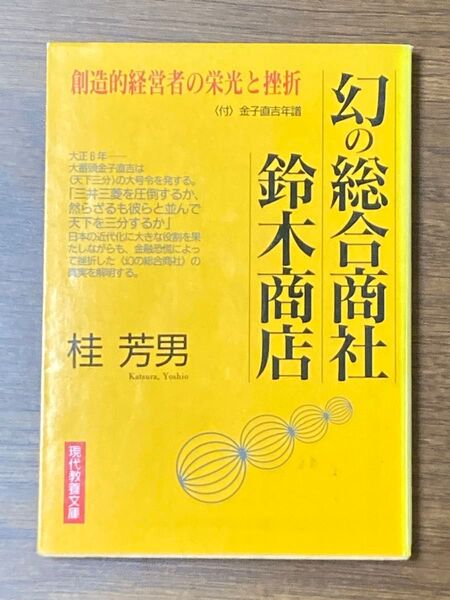 創造的経営者の栄光と挫折
〈付〉金子直吉年譜
幻の総合商社
鈴木商店
大正6年──
大番頭金子直吉は
〈天下三分〉の大号令を発する。
「三井三菱を圧倒するか、
然らざるも彼らと並んで
天下を三分するか」
日本の近代化に大きな役割を果
たしながらも、金融恐慌によっ
て挫折した〈幻の総合商社〉の
真実を解明する。
桂 芳男
Katsura, Yoshio
現代教養文庫